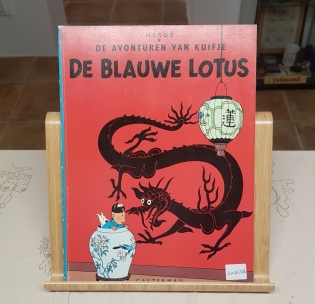 HERGÉ
DE AVONTUREN VAN KUIFJE
DE BLAUWE LOTUS
蓮
CASTERMAN